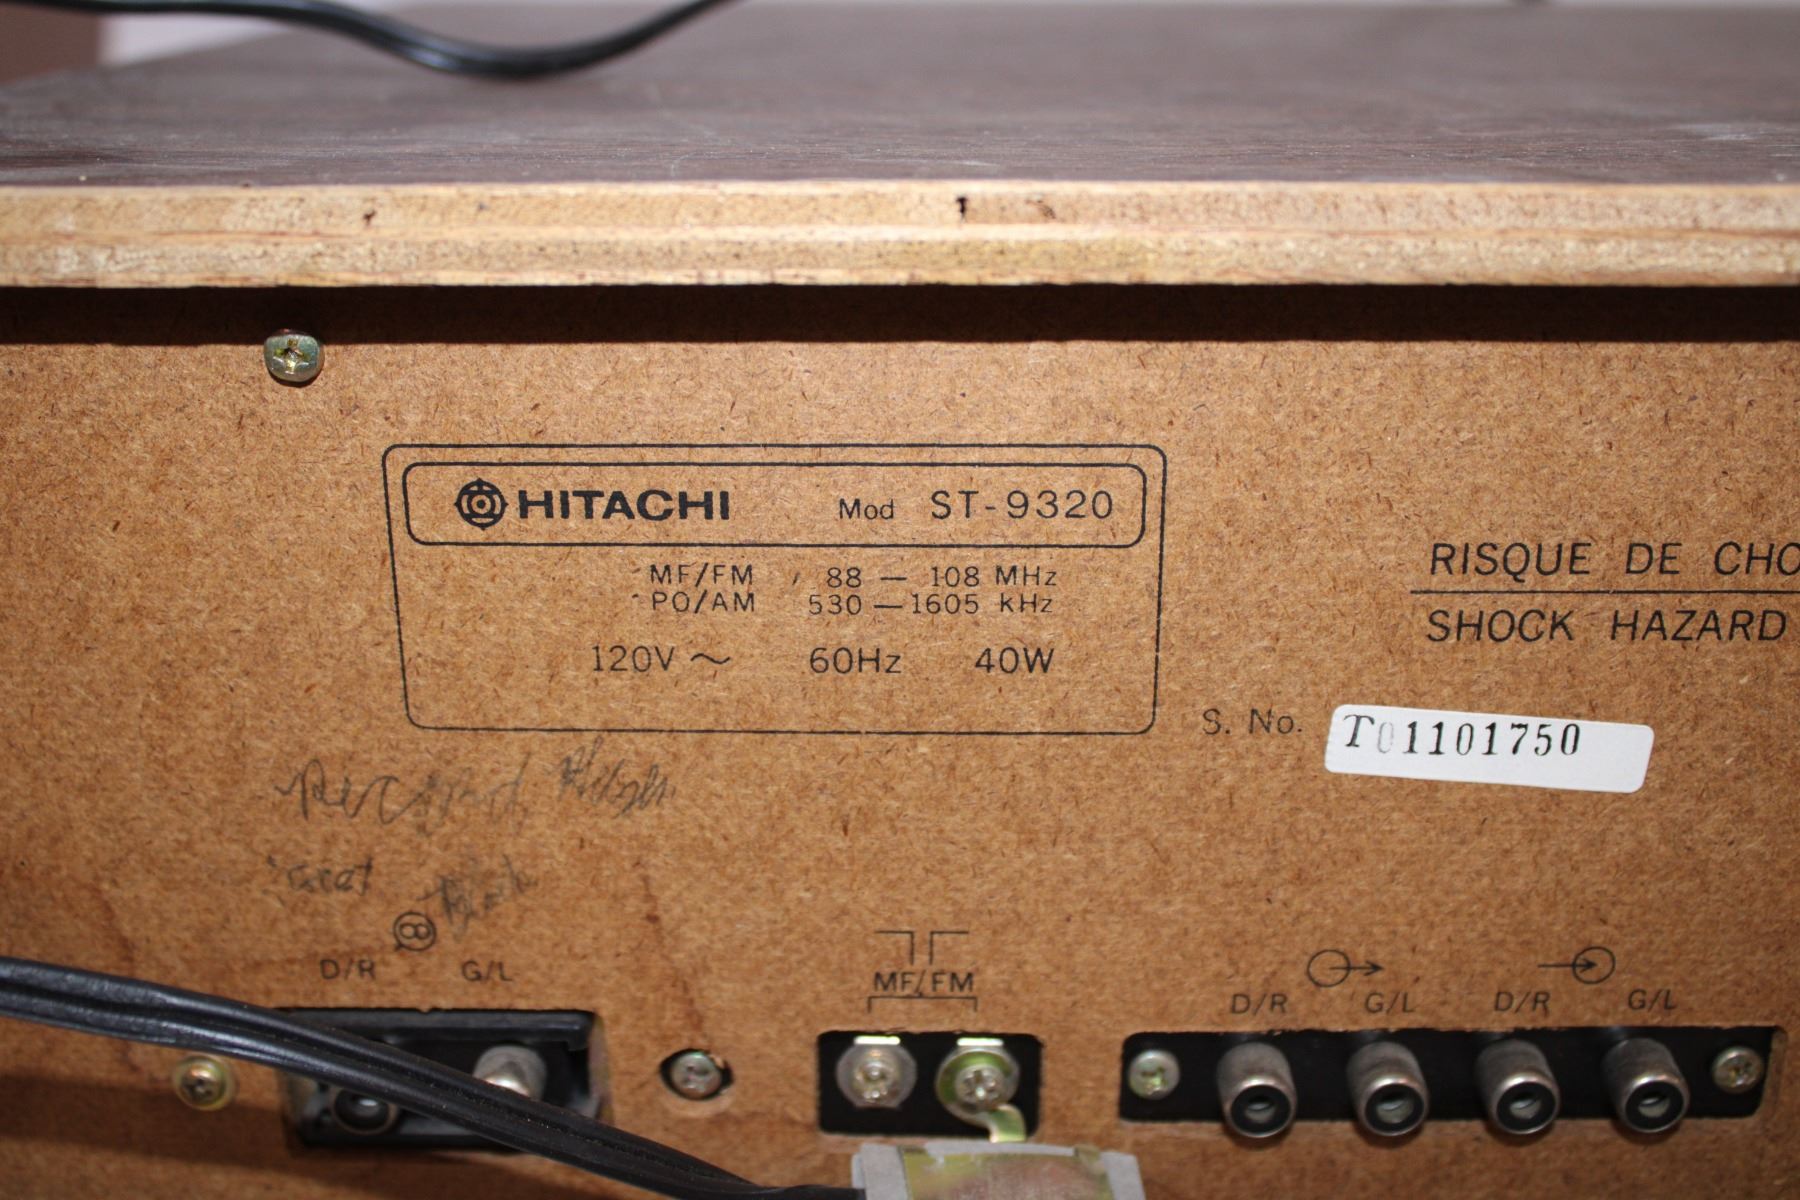 HITACHI Mod ST-9320
MF/FM 88 — 108 MHz
PO/AM 530 — 1605 kHz
120V ~ 60Hz 40W
RISQUE DE CHO
SHOCK HAZARD
S. No. T01101750
Record
D/R G/L
MF/FM
D/R G/L D/R G/L